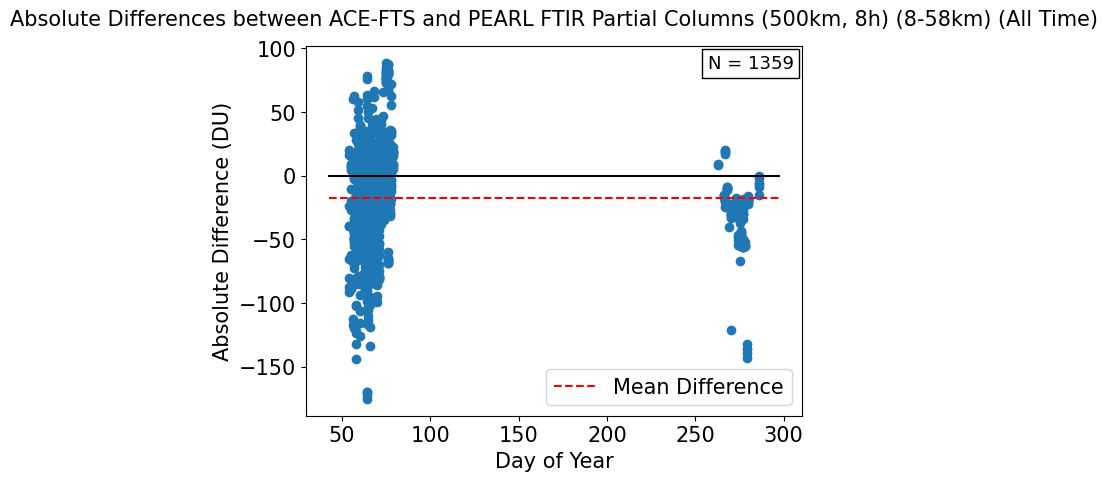 Absolute Differences between ACE-FTS and PEARL FTIR Partial Columns (500km, 8h) (8-58km) (All Time)
N = 1359
Absolute Difference (DU)
100
50
0
−50
−100
−150
Mean Difference
50 100 150 200 250 300
Day of Year